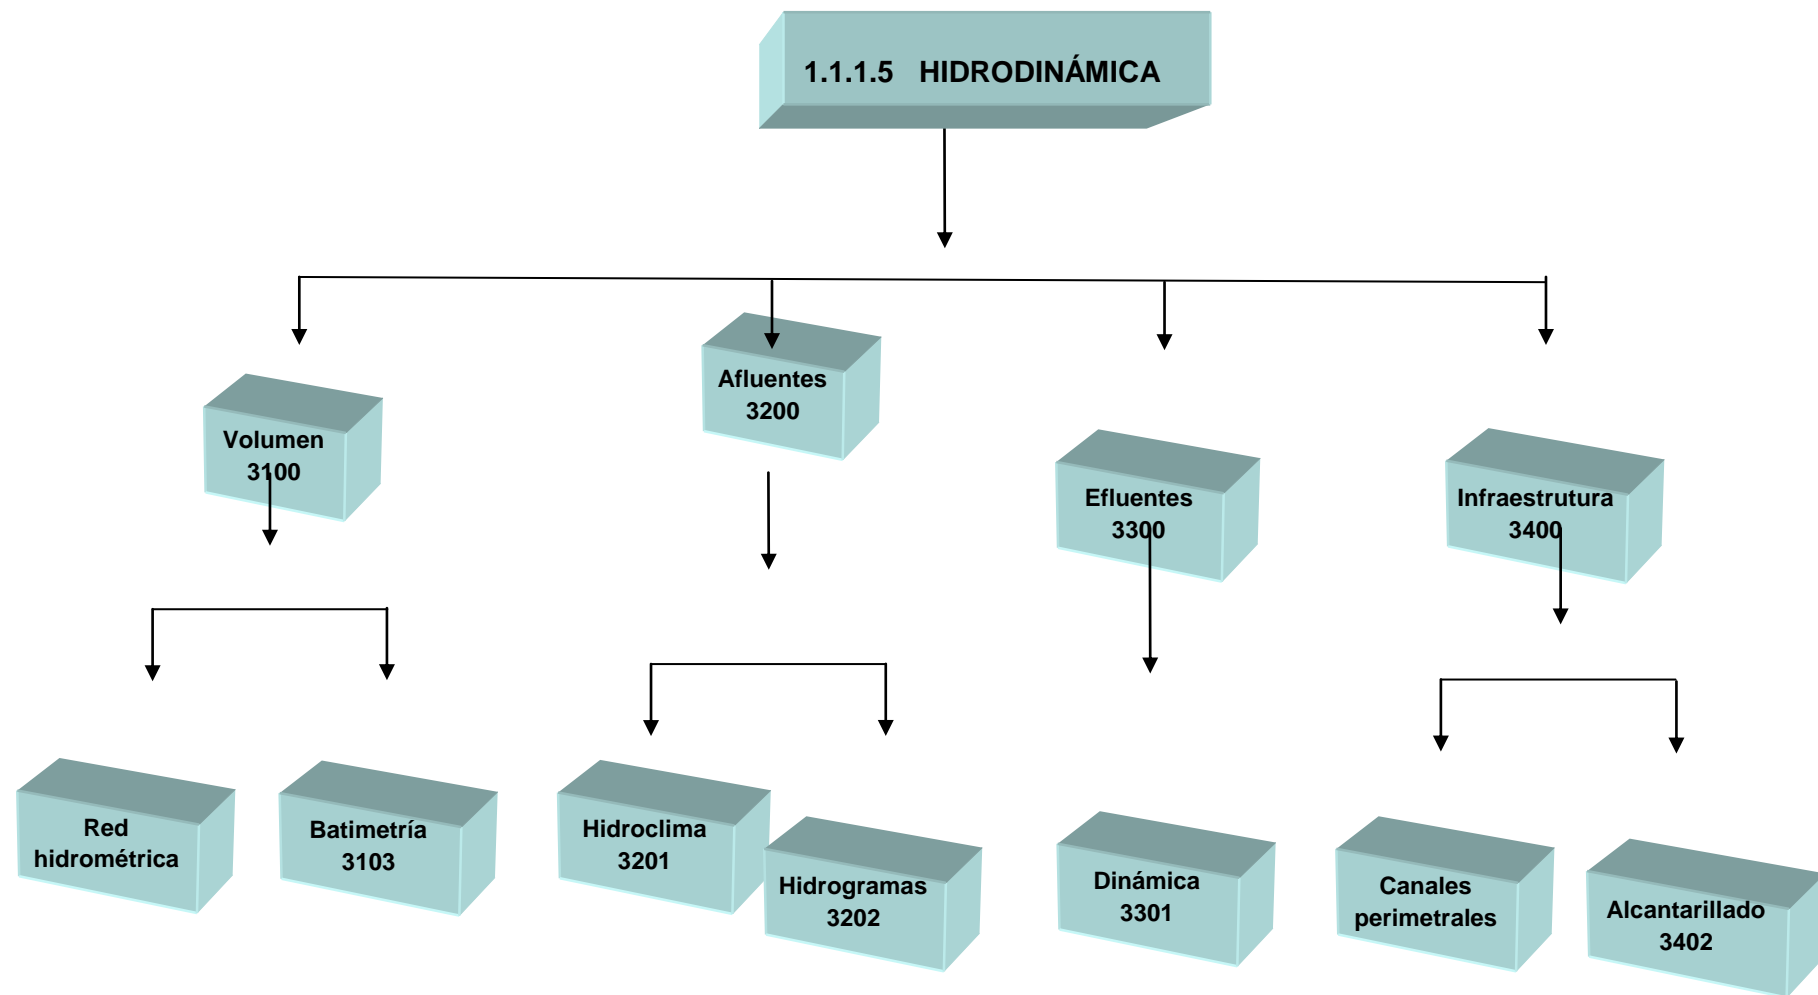 1.1.1.5 HIDRODINÁMICA
Afluentes
3200
Volumen
3100
Efluentes
3300
Infraestrutura
3400
Red
hidrométrica
Batimetría
3103
Hidroclima
3201
Hidrogramas
3202
Dinámica
3301
Canales
perimetrales
Alcantarillado
3402